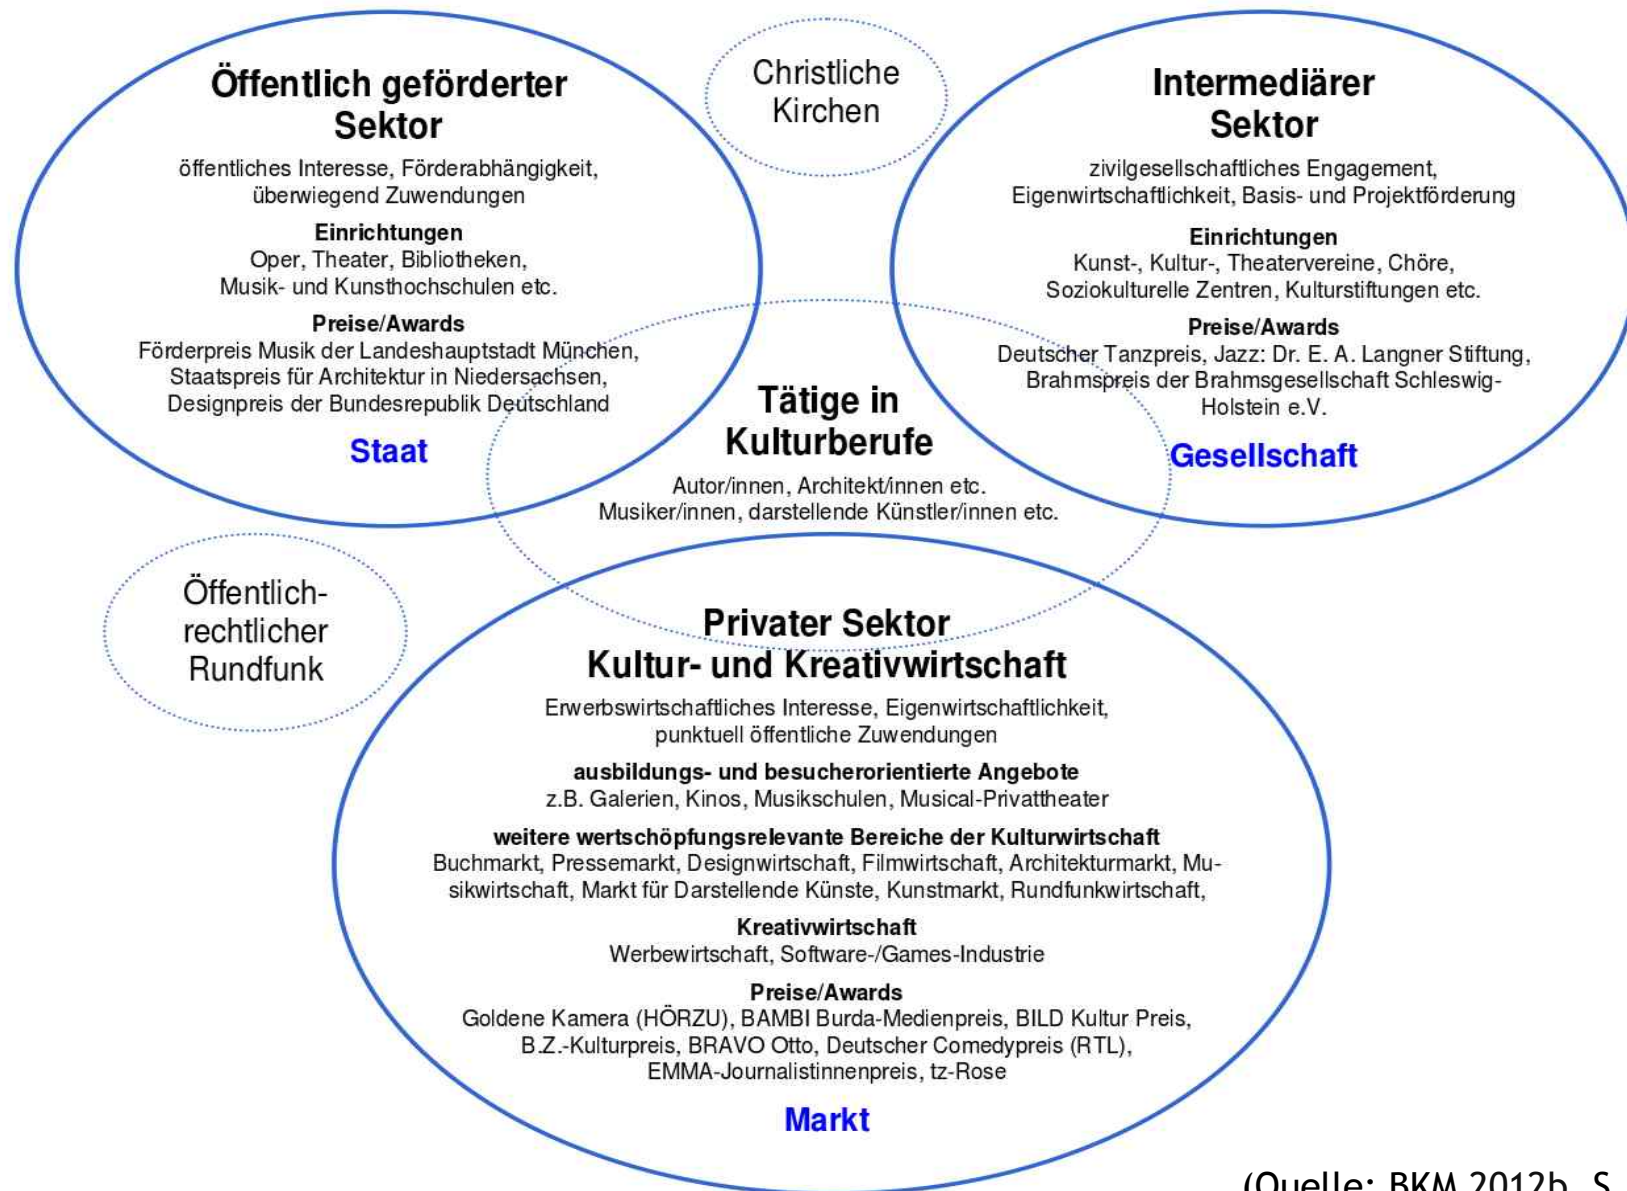 Öffentlich geförderter
Sektor
öffentliches Interesse, Förderabhängigkeit,
überwiegend Zuwendungen
Einrichtungen
Oper, Theater, Bibliotheken,
Musik- und Kunsthochschulen etc.
Preise/Awards
Förderpreis Musik der Landeshauptstadt München,
Staatspreis für Architektur in Niedersachsen,
Designpreis der Bundesrepublik Deutschland
Staat
Christliche
Kirchen
Intermediärer
Sektor
zivilgesellschaftliches Engagement,
Eigenwirtschaftlichkeit, Basis- und Projektförderung
Einrichtungen
Kunst-, Kultur-, Theatervereine, Chöre,
Soziokulturelle Zentren, Kulturstiftungen etc.
Preise/Awards
Deutscher Tanzpreis, Jazz: Dr. E. A. Langner Stiftung,
Brahmspreis der Brahmsgesellschaft Schleswig-
Holstein e.V.
Gesellschaft
Tätige in
Kulturberufe
Autor/innen, Architekt/innen etc.
Musiker/innen, darstellende Künstler/innen etc.
Öffentlich-
rechtlicher
Rundfunk
Privater Sektor
Kultur- und Kreativwirtschaft
Erwerbswirtschaftliches Interesse, Eigenwirtschaftlichkeit,
punktuell öffentliche Zuwendungen
ausbildungs- und besucherorientierte Angebote
z.B. Galerien, Kinos, Musikschulen, Musical-Privattheater
weitere wertschöpfungsrelevante Bereiche der Kulturwirtschaft
Buchmarkt, Pressemarkt, Designwirtschaft, Filmwirtschaft, Architekturmarkt, Mu-
sikwirtschaft, Markt für Darstellende Künste, Kunstmarkt, Rundfunkwirtschaft,
Kreativwirtschaft
Werbewirtschaft, Software-/Games-Industrie
Preise/Awards
Goldene Kamera (HÖRZU), BAMBI Burda-Medienpreis, BILD Kultur Preis,
B.Z.-Kulturpreis, BRAVO Otto, Deutscher Comedypreis (RTL),
EMMA-Journalistinnenpreis, tz-Rose
Markt
(Quelle: BKM 2012b, S